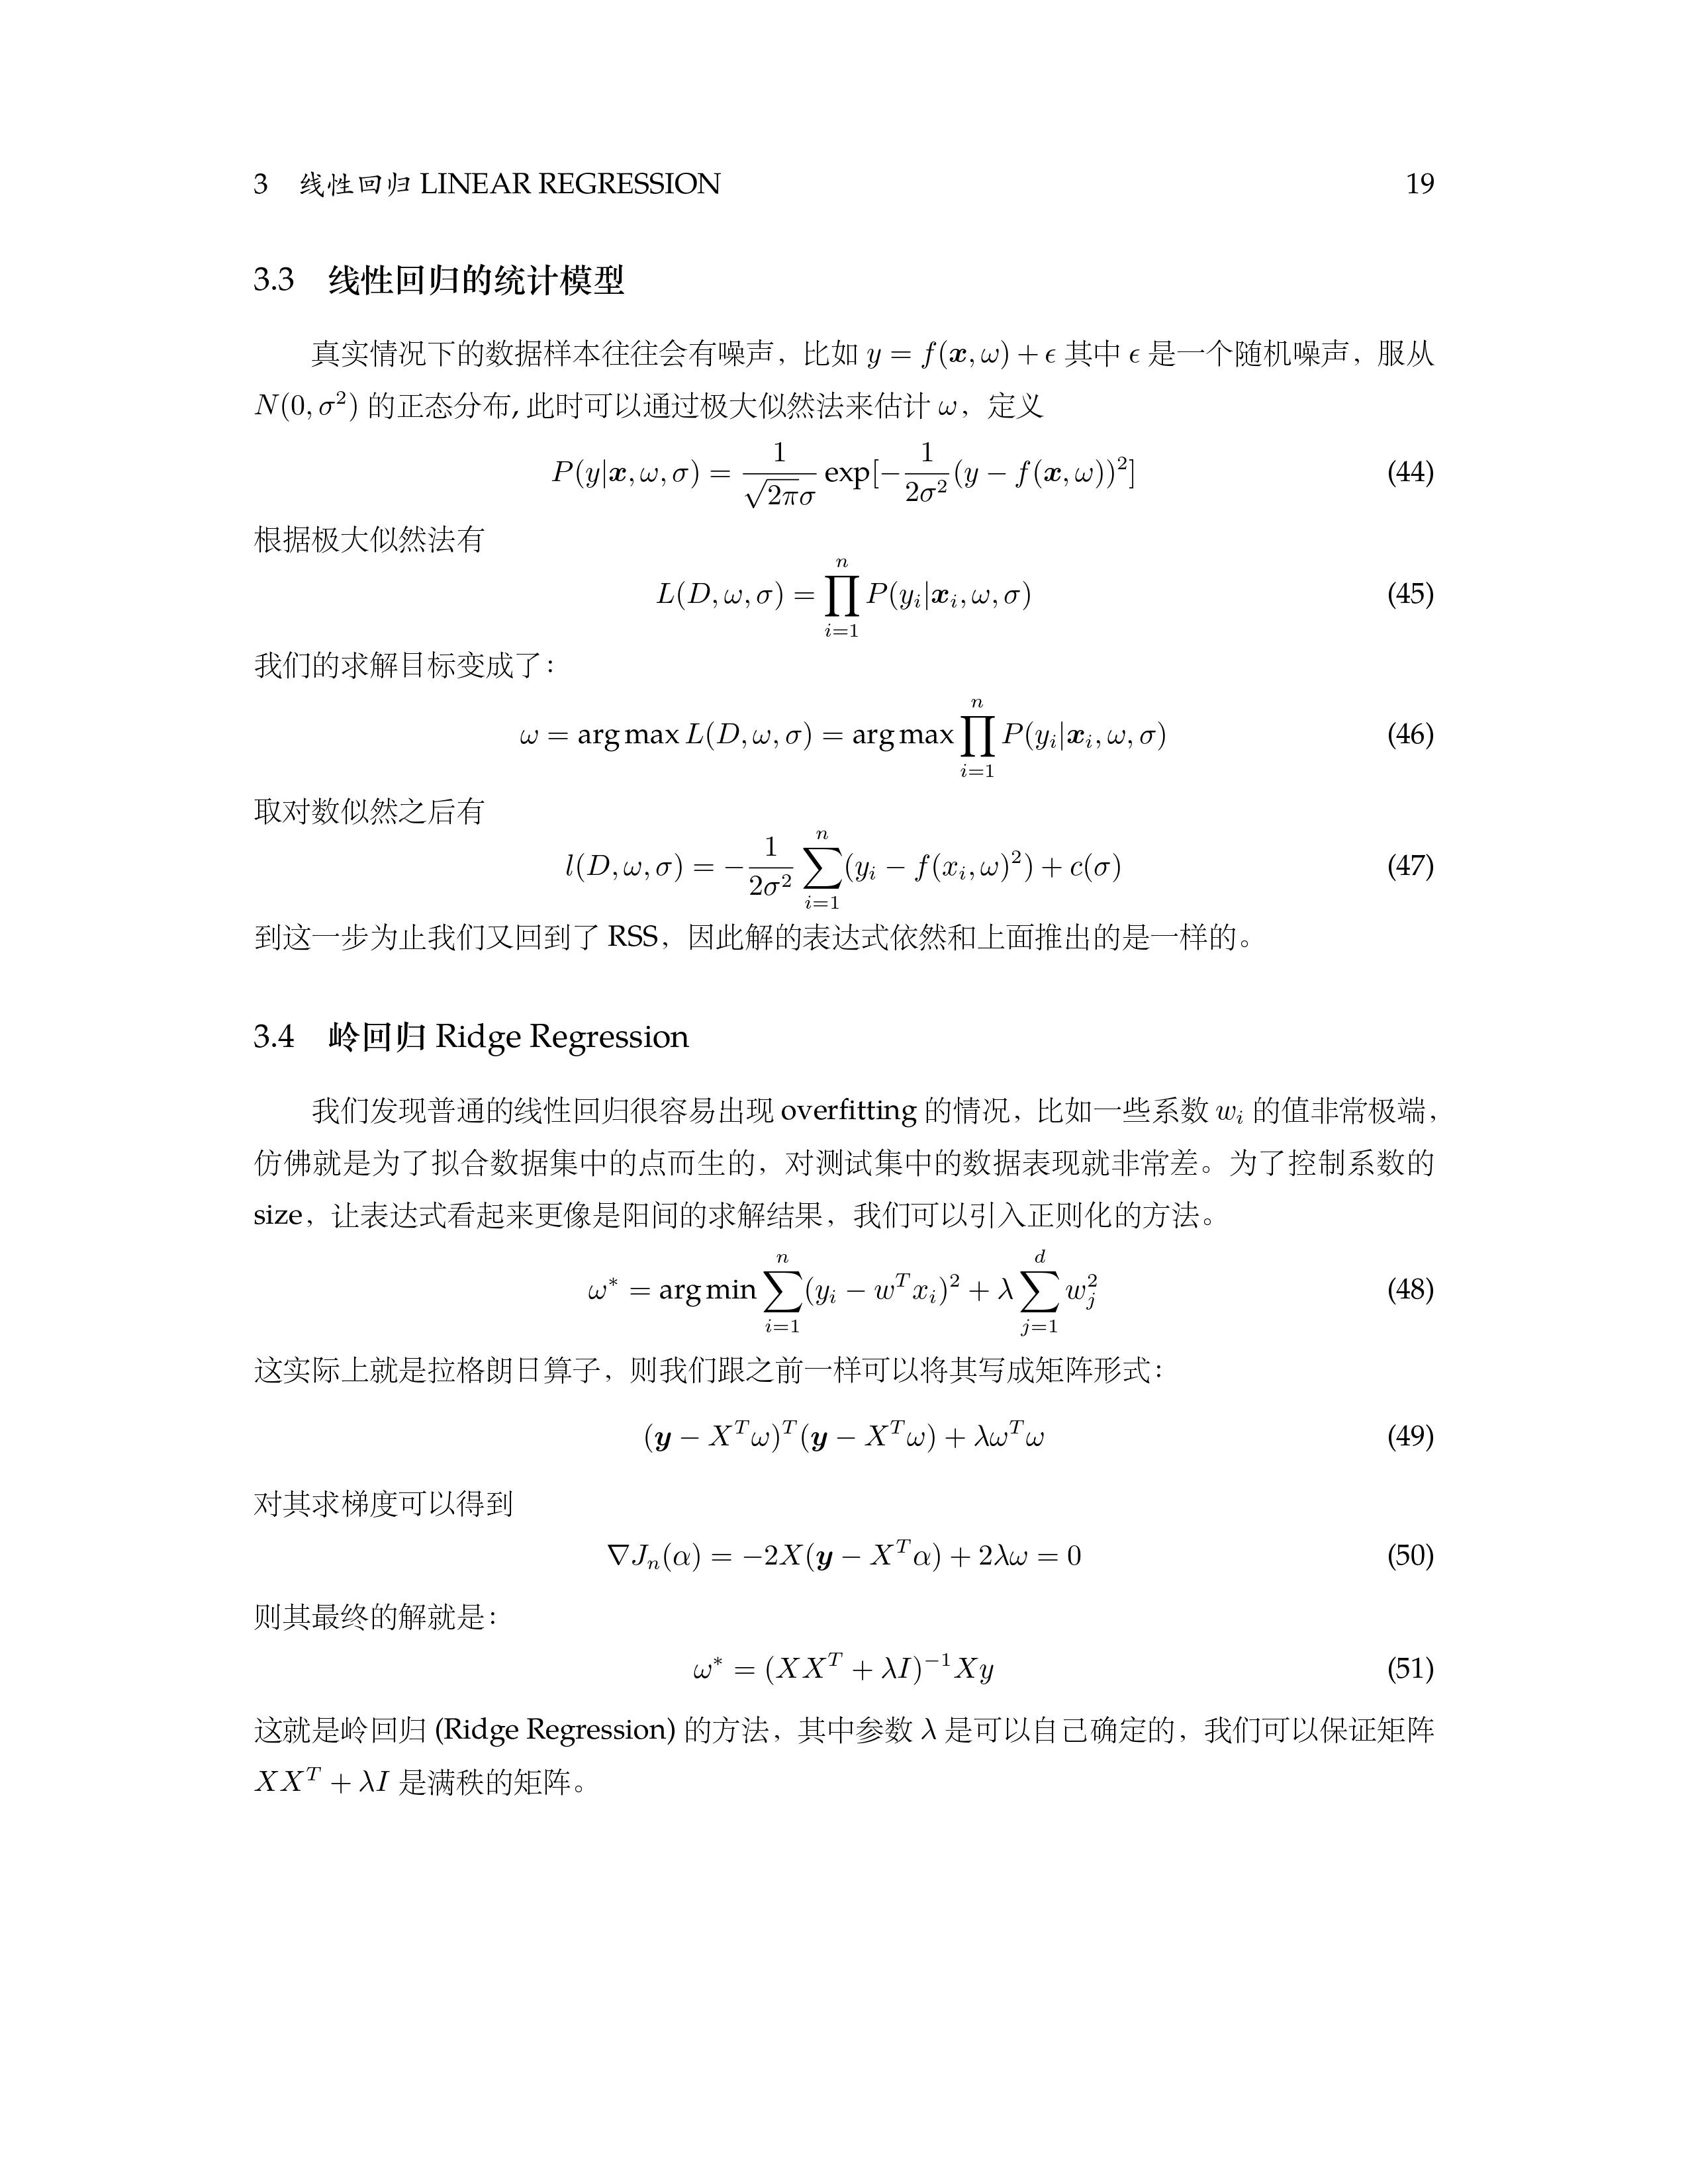 3 线性回归 LINEAR REGRESSION 19
3.3 线性回归的统计模型
真实情况下的数据样本往往会有噪声，比如 $y = f(\boldsymbol{x}, \omega) + \epsilon$ 其中 $\epsilon$ 是一个随机噪声，服从
$N(0, \sigma^2)$ 的正态分布, 此时可以通过极大似然法来估计 $\omega$，定义
$P(y|\boldsymbol{x}, \omega, \sigma) = \frac{1}{\sqrt{2\pi}\sigma} \exp[-\frac{1}{2\sigma^2}(y - f(\boldsymbol{x}, \omega))^2]$ (44)
根据极大似然法有
$L(D, \omega, \sigma) = \prod_{i=1}^{n} P(y_i|\boldsymbol{x}_i, \omega, \sigma)$ (45)
我们的求解目标变成了：
$\omega = \arg\max L(D, \omega, \sigma) = \arg\max \prod_{i=1}^{n} P(y_i|\boldsymbol{x}_i, \omega, \sigma)$ (46)
取对数似然之后有
$l(D, \omega, \sigma) = -\frac{1}{2\sigma^2} \sum_{i=1}^{n} (y_i - f(x_i, \omega)^2) + c(\sigma)$ (47)
到这一步为止我们又回到了 RSS，因此解的表达式依然和上面推出的是一样的。
3.4 岭回归 Ridge Regression
我们发现普通的线性回归很容易出现 overfitting 的情况，比如一些系数 $w_i$ 的值非常极端，
仿佛就是为了拟合数据集中的点而生的，对测试集中的数据表现就非常差。为了控制系数的
size，让表达式看起来更像是阳间的求解结果，我们可以引入正则化的方法。
$\omega^* = \arg\min \sum_{i=1}^{n} (y_i - w^T x_i)^2 + \lambda \sum_{j=1}^{d} w_j^2$ (48)
这实际上就是拉格朗日算子，则我们跟之前一样可以将其写成矩阵形式：
$(\boldsymbol{y} - X^T\omega)^T(\boldsymbol{y} - X^T\omega) + \lambda\omega^T\omega$ (49)
对其求梯度可以得到
$\nabla J_n(\alpha) = -2X(\boldsymbol{y} - X^T\alpha) + 2\lambda\omega = 0$ (50)
则其最终的解就是：
$\omega^* = (XX^T + \lambda I)^{-1}Xy$ (51)
这就是岭回归 (Ridge Regression) 的方法，其中参数 $\lambda$ 是可以自己确定的，我们可以保证矩阵
$XX^T + \lambda I$ 是满秩的矩阵。